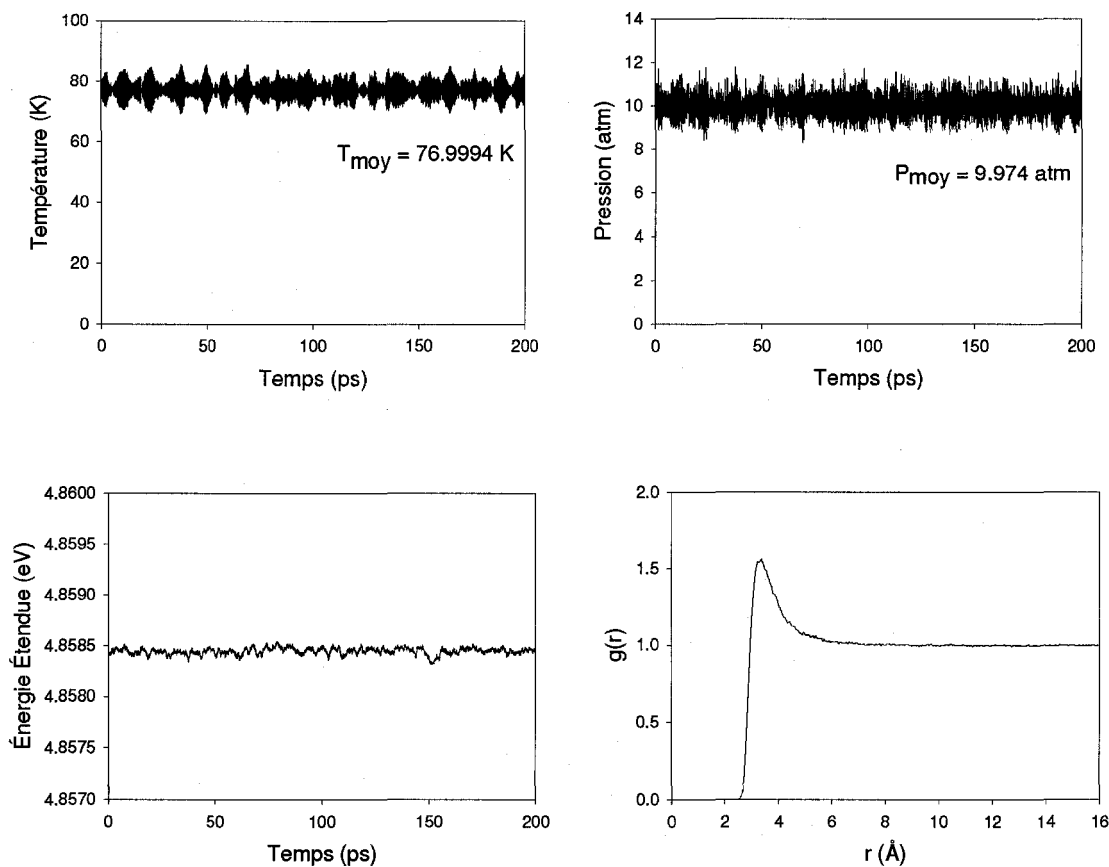 100
80
60
40
20
0
Température (K)
T_moy = 76.9994 K
0 50 100 150 200
Temps (ps)
14
12
10
8
6
4
2
0
Pression (atm)
P_moy = 9.974 atm
0 50 100 150 200
Temps (ps)
4.8600
4.8595
4.8590
4.8585
4.8580
4.8575
4.8570
Énergie Étendue (eV)
0 50 100 150 200
Temps (ps)
2.0
1.5
1.0
0.5
0.0
g(r)
0 2 4 6 8 10 12 14 16
r (Å)